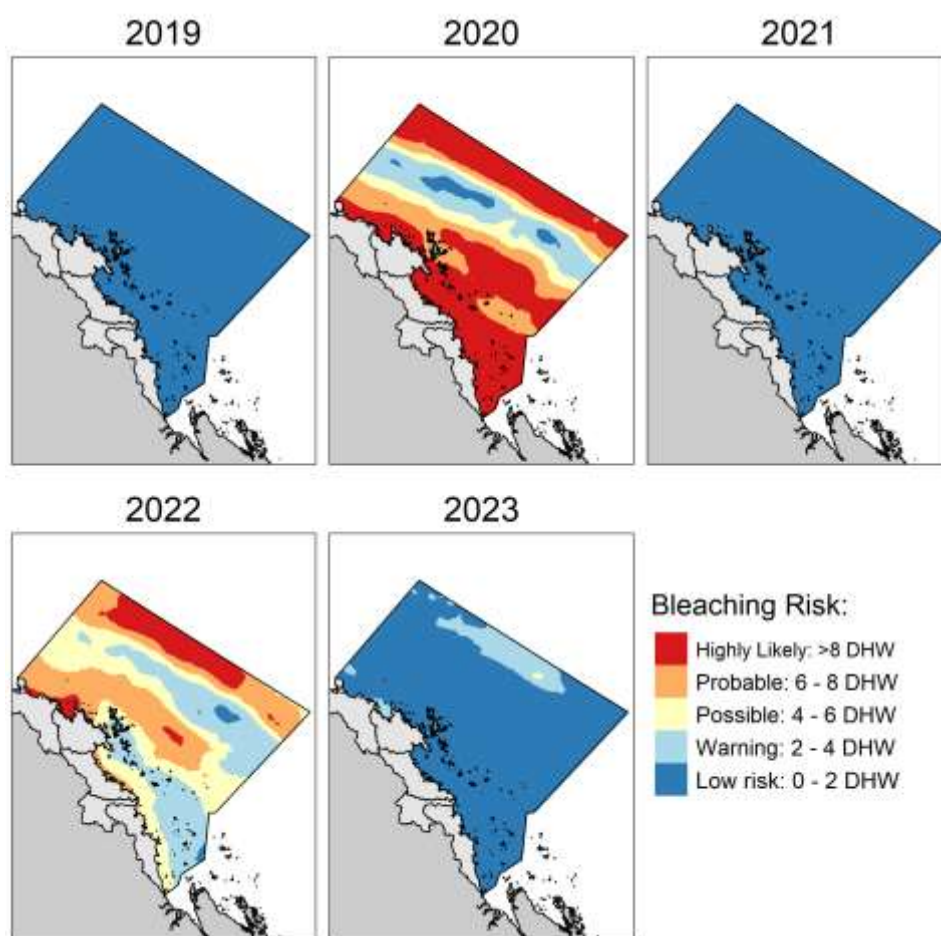 2019
2020
2021
2022
2023
Bleaching Risk:
Highly Likely: >8 DHW
Probable: 6 - 8 DHW
Possible: 4 - 6 DHW
Warning: 2 - 4 DHW
Low risk: 0 - 2 DHW